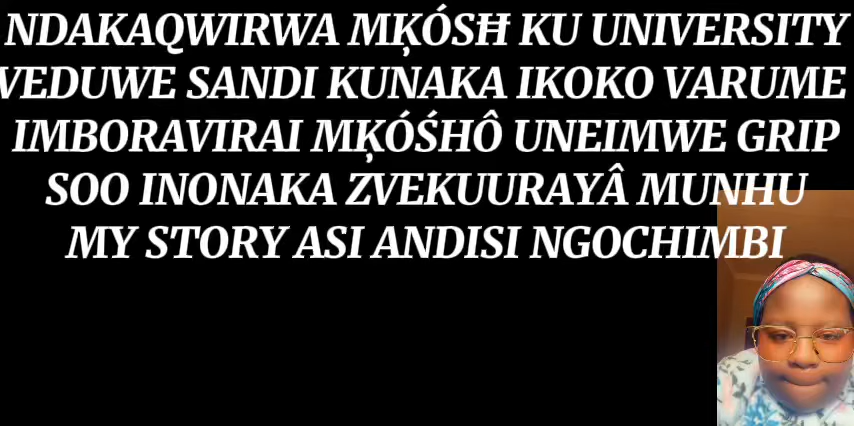 NDAKAQWIRWA MĶÓSĦ KU UNIVERSITY
VEDUWE SANDI KUNAKA IKOKO VARUME
IMBORAVIRAI MĶÓŚHÔ UNEIMWE GRIP
SOO INONAKA ZVEKUURAYÂ MUNHU
MY STORY ASI ANDISI NGOCHIMBI